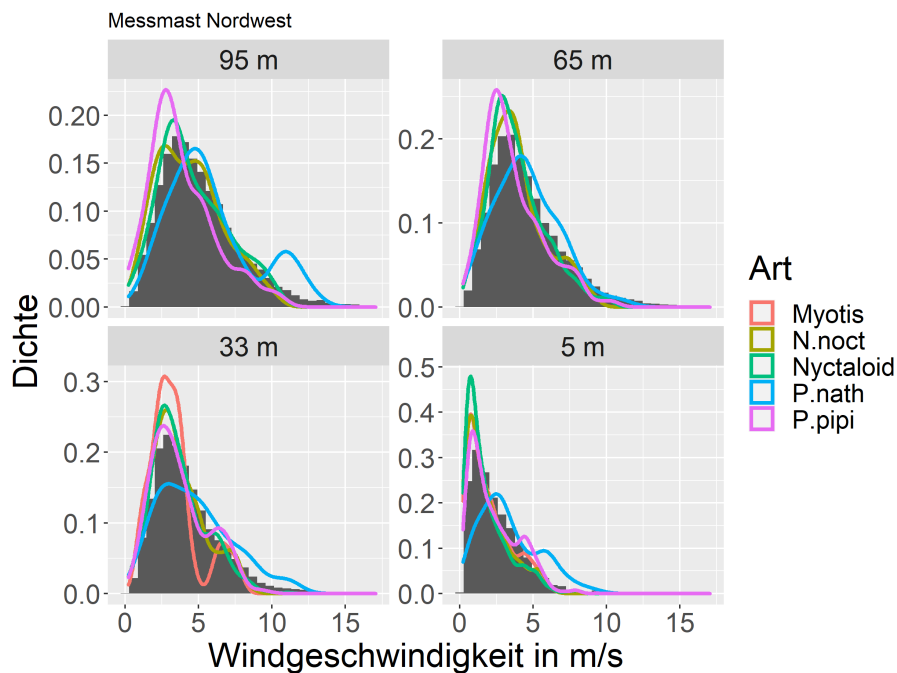 Messmast Nordwest
95 m
65 m
0.20
0.15
0.10
0.05
0.00
0.2
0.1
0.0
33 m
5 m
0.3
0.2
0.1
0.0
0.5
0.4
0.3
0.2
0.1
0.0
0 5 10 15
0 5 10 15
Dichte
Windgeschwindigkeit in m/s
Art
Myotis
N.noct
Nyctaloid
P.nath
P.pipi